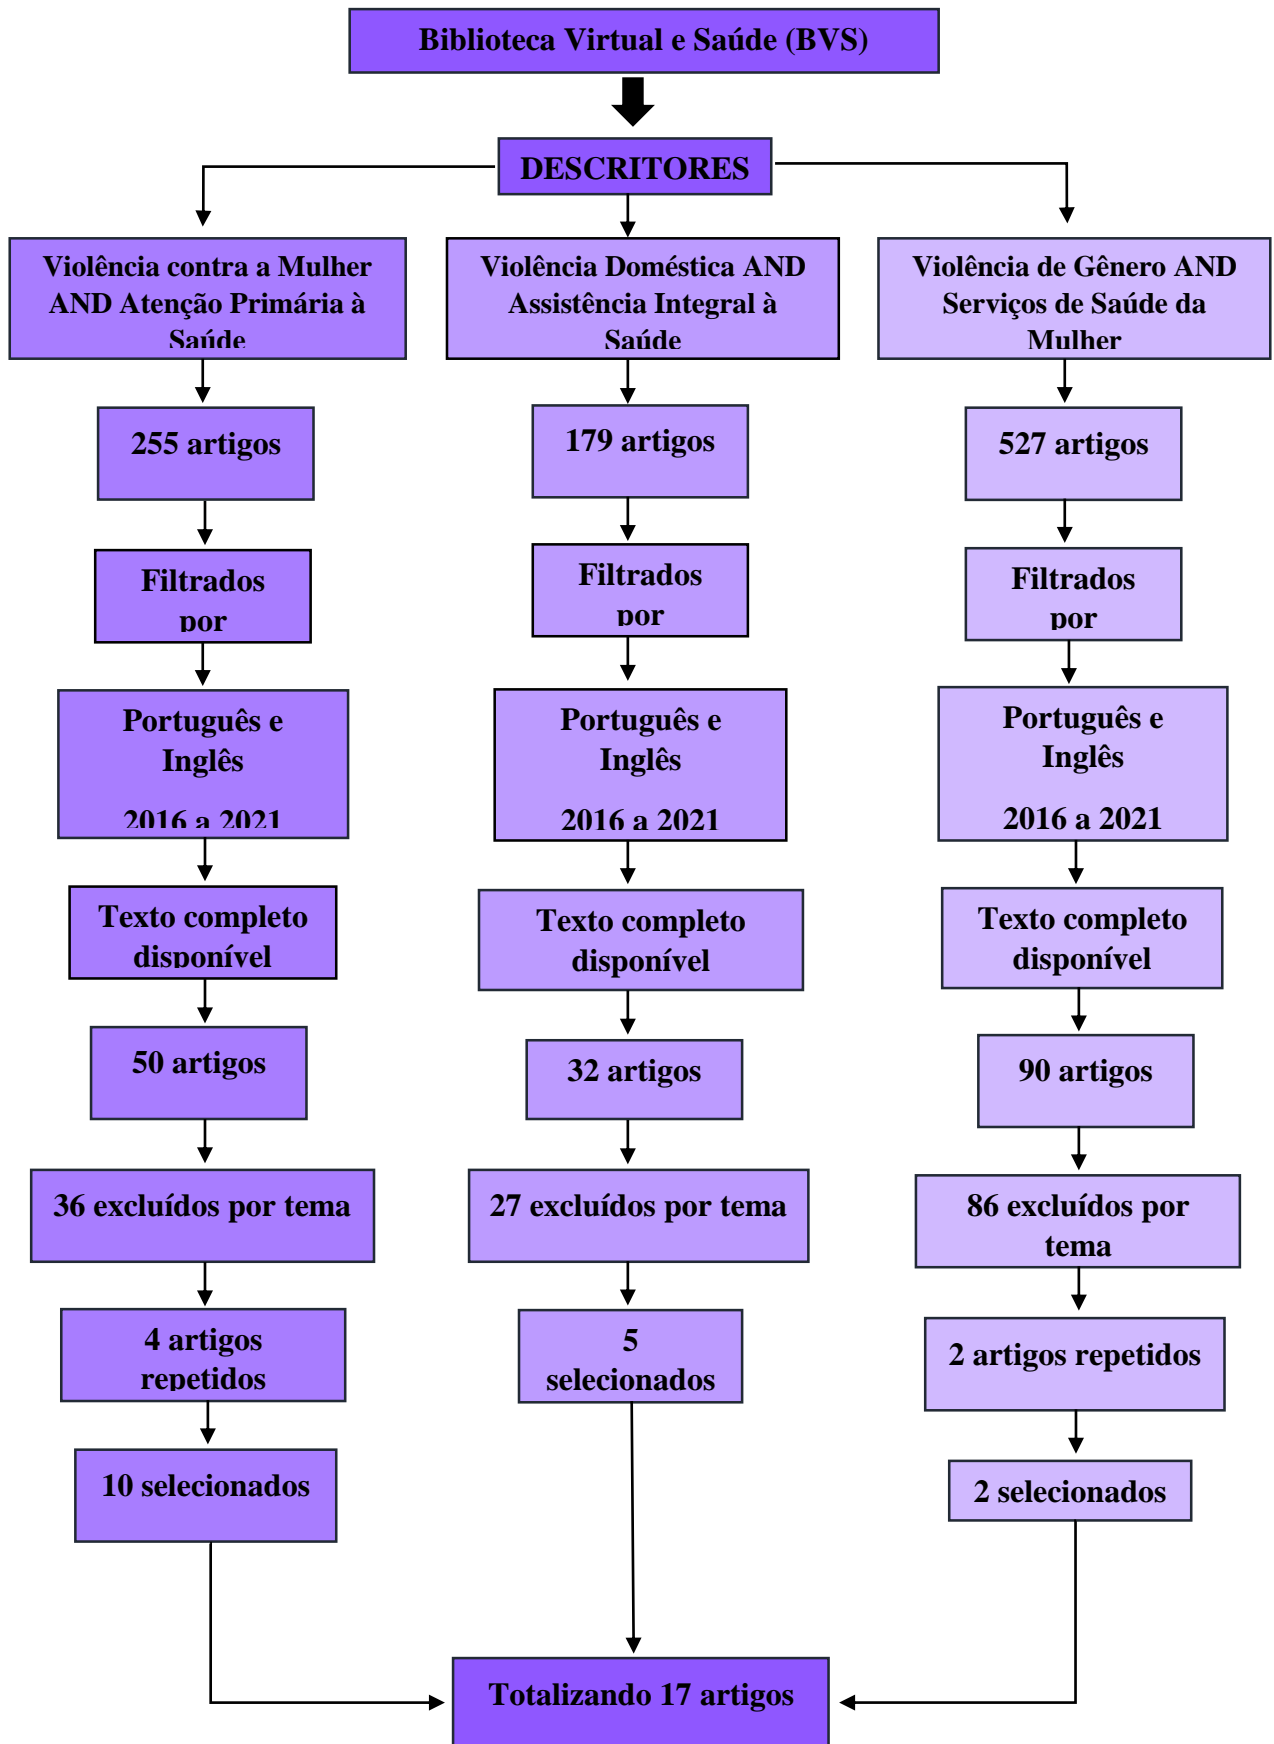 Biblioteca Virtual e Saúde (BVS)
DESCRITORES
Violência contra a Mulher
AND Atenção Primária à
Saúde
Violência Doméstica AND
Assistência Integral à
Saúde
Violência de Gênero AND
Serviços de Saúde da
Mulher
255 artigos
179 artigos
527 artigos
Filtrados
por
Filtrados
por
Filtrados
por
Português e
Inglês
2016 a 2021
Português e
Inglês
2016 a 2021
Português e
Inglês
2016 a 2021
Texto completo
disponível
Texto completo
disponível
Texto completo
disponível
50 artigos
32 artigos
90 artigos
36 excluídos por tema
27 excluídos por tema
86 excluídos por
tema
4 artigos
repetidos
5
selecionados
2 artigos repetidos
10 selecionados
2 selecionados
Totalizando 17 artigos